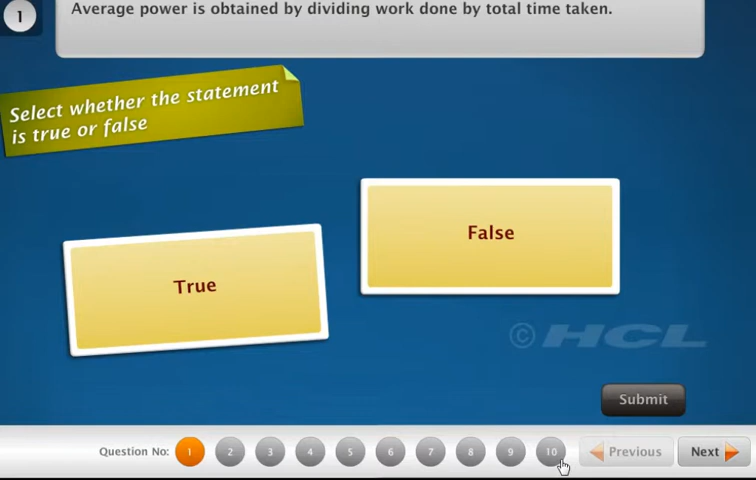 1
Average power is obtained by dividing work done by total time taken.
Select whether the statement
is true or false
False
True
© HCL
Submit
Question No: 1 2 3 4 5 6 7 8 9 10 Previous Next